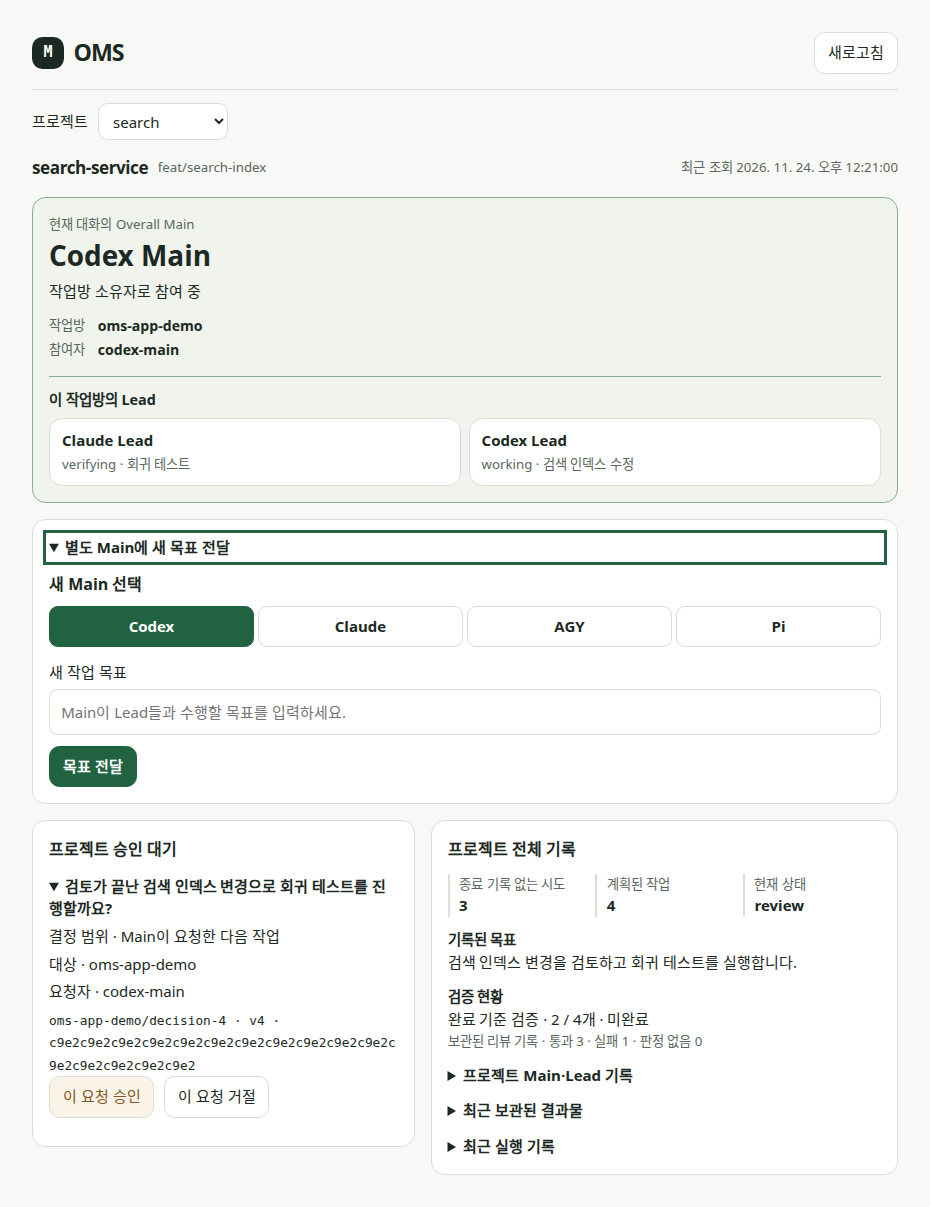 M OMS
새로고침
프로젝트 search
search-service feat/search-index
최근 조회 2026. 11. 24. 오후 12:21:00
현재 대화의 Overall Main
Codex Main
작업방 소유자로 참여 중
작업방 oms-app-demo
참여자 codex-main
이 작업방의 Lead
Claude Lead
verifying · 회귀 테스트
Codex Lead
working · 검색 인덱스 수정
▼ 별도 Main에 새 목표 전달
새 Main 선택
Codex
Claude
AGY
Pi
새 작업 목표
Main이 Lead들과 수행할 목표를 입력하세요.
목표 전달
프로젝트 승인 대기
▼ 검토가 끝난 검색 인덱스 변경으로 회귀 테스트를 진
행할까요?
결정 범위 · Main이 요청한 다음 작업
대상 · oms-app-demo
요청자 · codex-main
oms-app-demo/decision-4 · v4 ·
c9e2c9e2c9e2c9e2c9e2c9e2c9e2c9e2c9e2c9e2c9e2c
9e2c9e2c9e2c9e2c9e2
이 요청 승인
이 요청 거절
프로젝트 전체 기록
종료 기록 없는 시도
3
계획된 작업
4
현재 상태
review
기록된 목표
검색 인덱스 변경을 검토하고 회귀 테스트를 실행합니다.
검증 현황
완료 기준 검증 · 2 / 4개 · 미완료
보관된 리뷰 기록 · 통과 3 · 실패 1 · 판정 없음 0
▶ 프로젝트 Main·Lead 기록
▶ 최근 보관된 결과물
▶ 최근 실행 기록